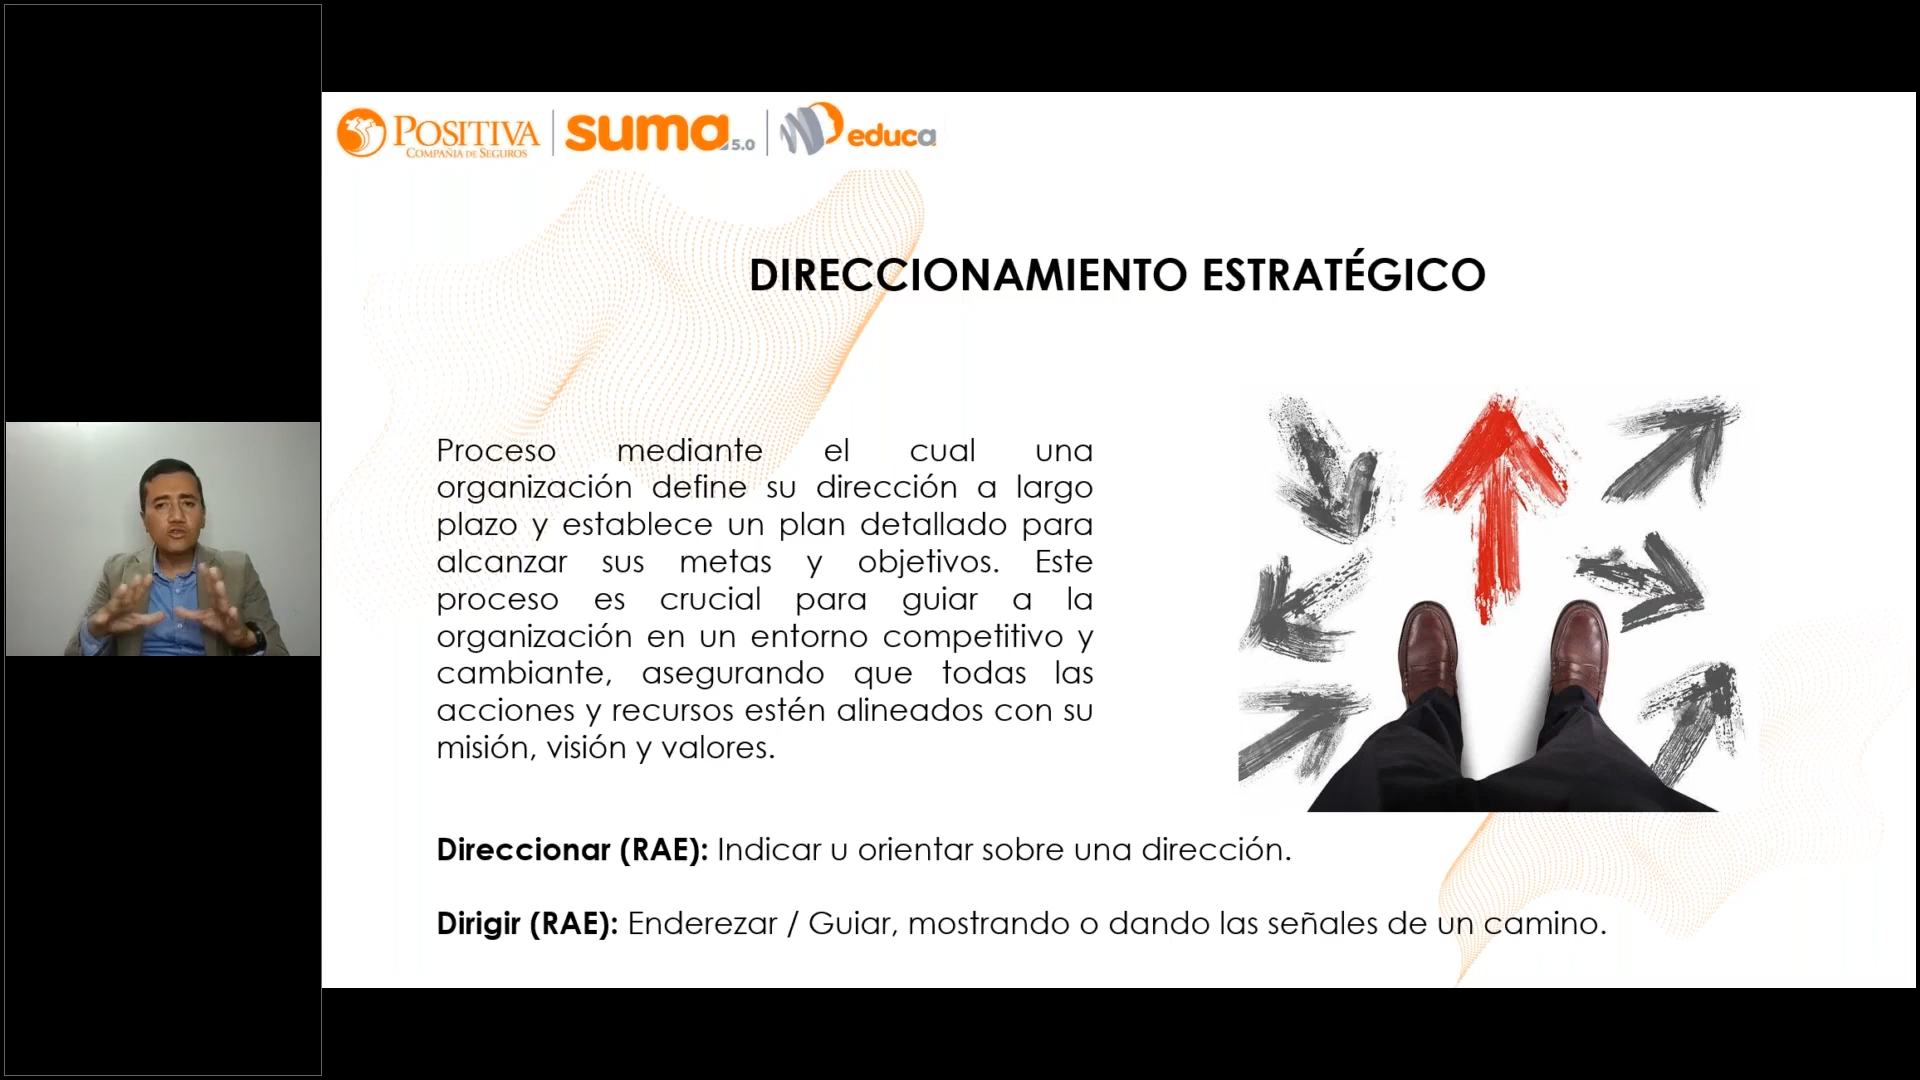 POSITIVA
COMPAÑIA DE SEGUROS
suma 5.0
educa
DIRECCIONAMIENTO ESTRATÉGICO
Proceso mediante el cual una
organización define su dirección a largo
plazo y establece un plan detallado para
alcanzar sus metas y objetivos. Este
proceso es crucial para guiar a la
organización en un entorno competitivo y
cambiante, asegurando que todas las
acciones y recursos estén alineados con su
misión, visión y valores.
Direccionar (RAE): Indicar u orientar sobre una dirección.
Dirigir (RAE): Enderezar / Guiar, mostrando o dando las señales de un camino.